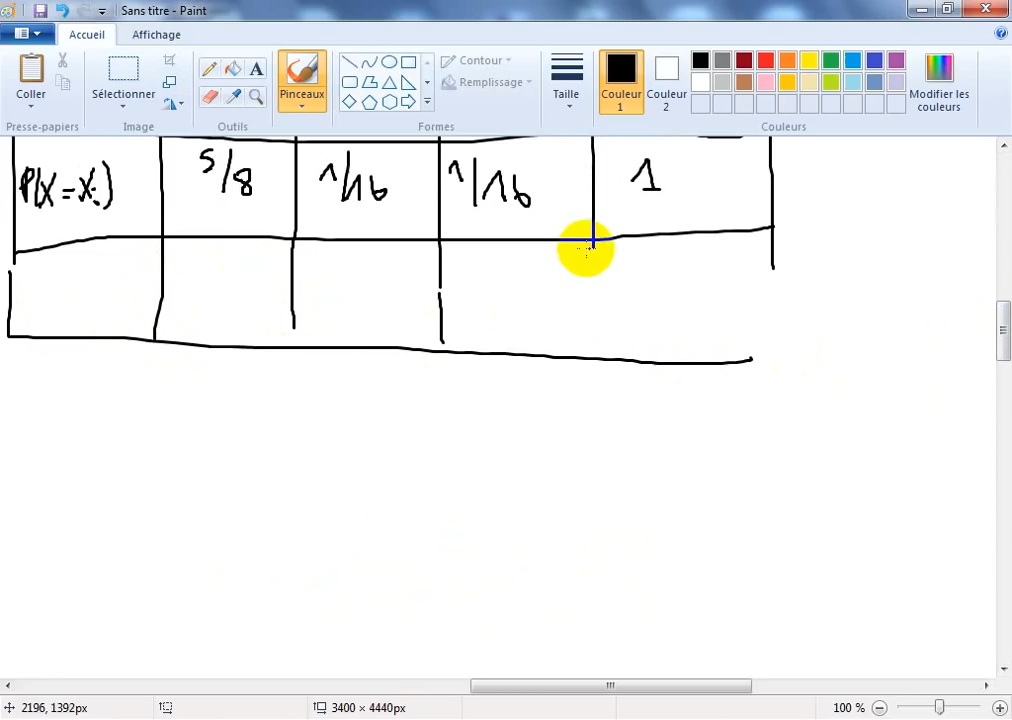 Sans titre - Paint
Accueil
Affichage
Coller
Sélectionner
Pinceaux
Contour
Remplissage
Taille
Couleur 1
Couleur 2
Modifier les couleurs
Presse-papiers
Image
Outils
Formes
Couleurs
P(X=xi) 5/8 1/16 1/16 1
2196, 1392px
3400 × 4440px
100 %